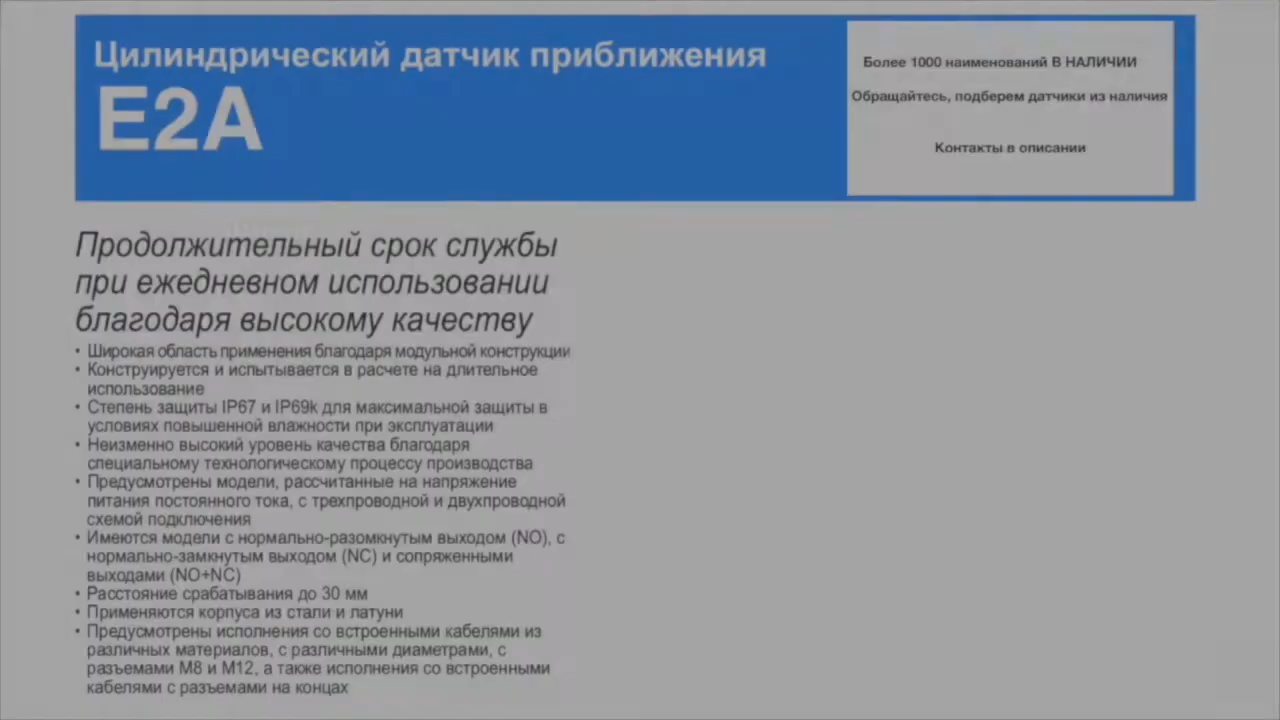 Цилиндрический датчик приближения
E2A
Более 1000 наименований В НАЛИЧИИ
Обращайтесь, подберем датчики из наличия
Контакты в описании
Продолжительный срок службы
при ежедневном использовании
благодаря высокому качеству
• Широкая область применения благодаря модульной конструкции
• Конструируется и испытывается в расчете на длительное
использование
• Степень защиты IP67 и IP69k для максимальной защиты в
условиях повышенной влажности при эксплуатации
• Неизменно высокий уровень качества благодаря
специальному технологическому процессу производства
• Предусмотрены модели, рассчитанные на напряжение
питания постоянного тока, с трехпроводной и двухпроводной
схемой подключения
• Имеются модели с нормально-разомкнутым выходом (NO), с
нормально-замкнутым выходом (NC) и сопряженными
выходами (NO+NC)
• Расстояние срабатывания до 30 мм
• Применяются корпуса из стали и латуни
• Предусмотрены исполнения со встроенными кабелями из
различных материалов, с различными диаметрами, с
разъемами M8 и M12, а также исполнения со встроенными
кабелями с разъемами на концах